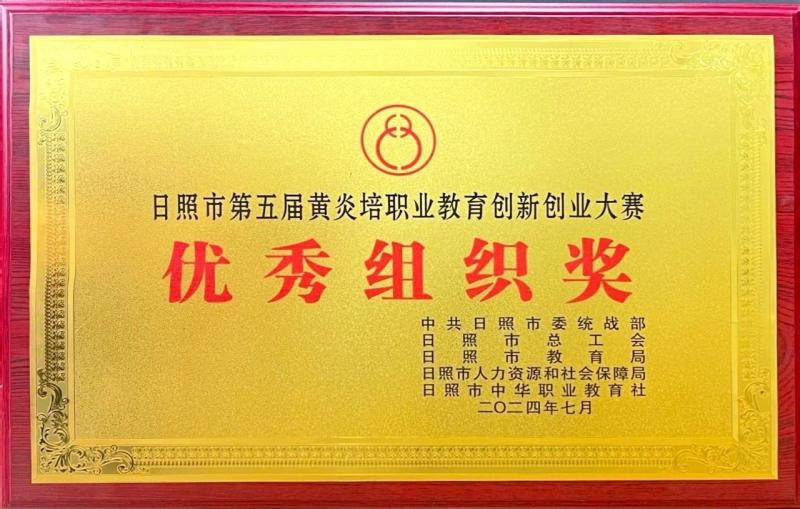 日照市第五届黄炎培职业教育创新创业大赛
优秀组织奖
中共日照市委统战部
日照市总工会
日照市教育局
日照市人力资源和社会保障局
日照市中华职业教育社
二〇二四年七月